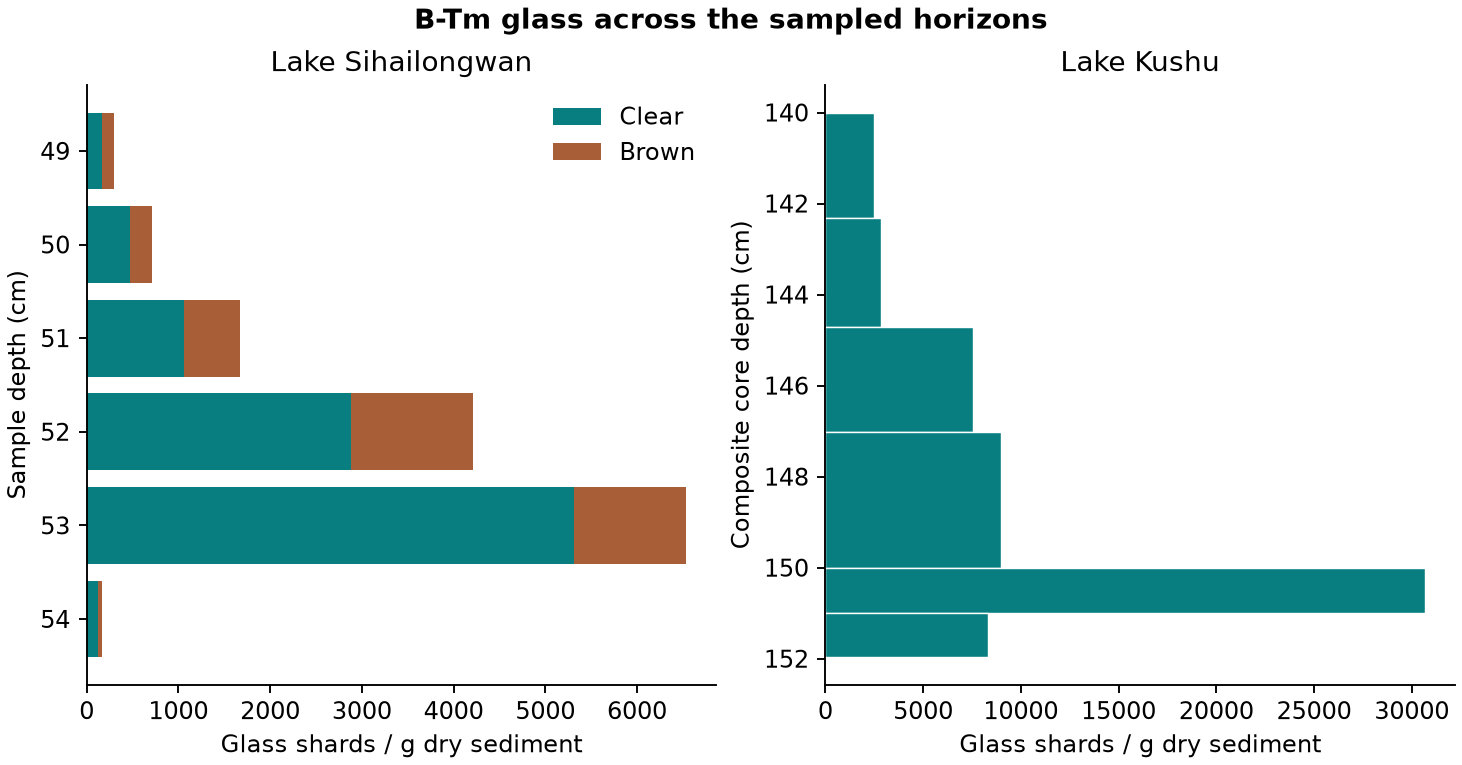 B-Tm glass across the sampled horizons
Lake Sihailongwan
Clear
Brown
Sample depth (cm)
49
50
51
52
53
54
0 1000 2000 3000 4000 5000 6000
Glass shards / g dry sediment
Lake Kushu
Composite core depth (cm)
140
142
144
146
148
150
152
0 5000 10000 15000 20000 25000 30000
Glass shards / g dry sediment